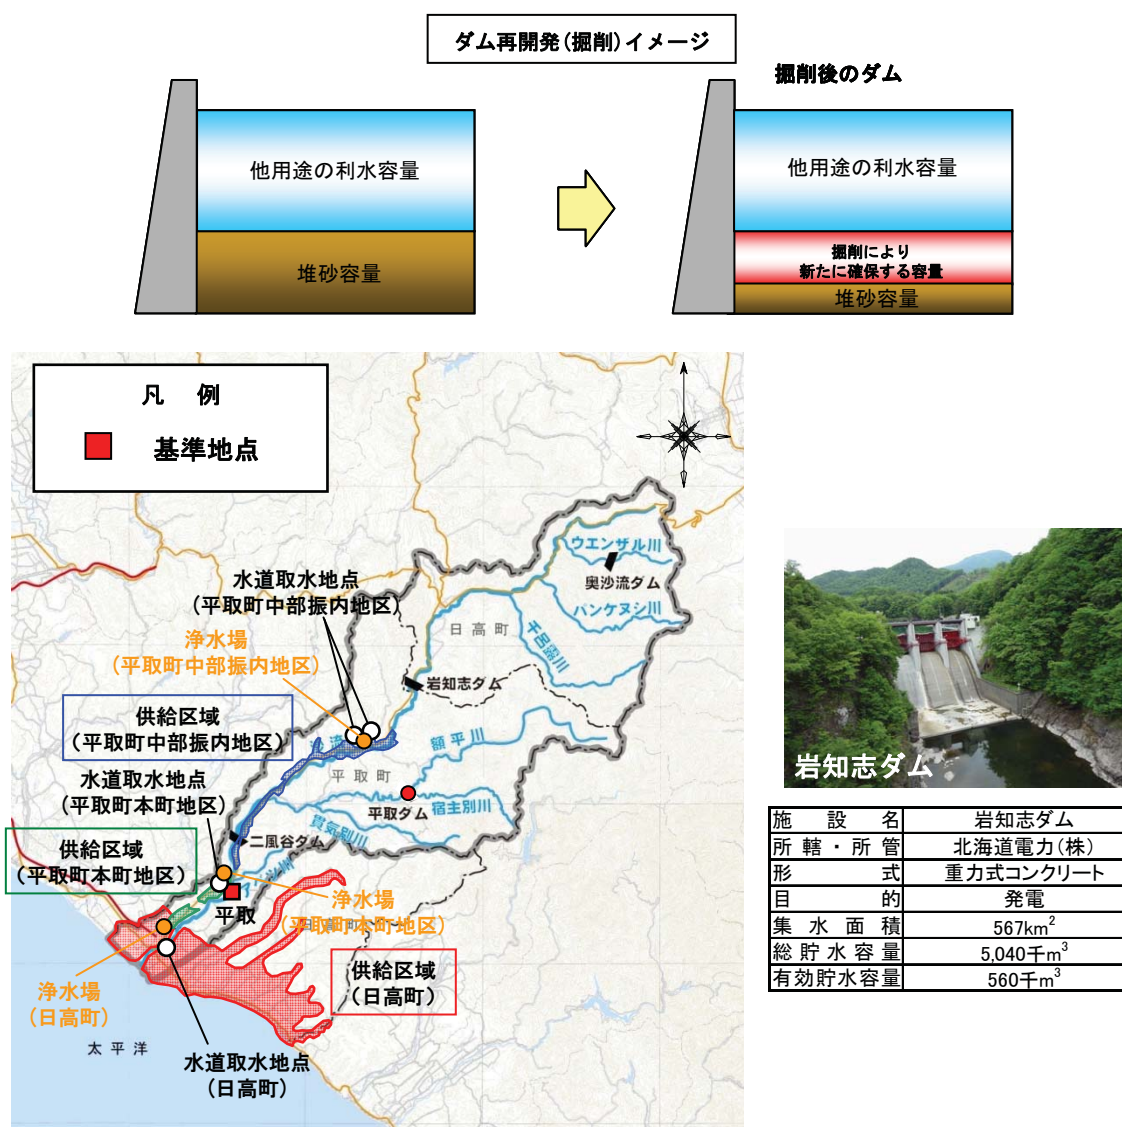 ダム再開発（掘削）イメージ
掘削後のダム
他用途の利水容量
堆砂容量
他用途の利水容量
掘削により
新たに確保する容量
堆砂容量
凡 例
基準地点
ウエンザル川
奥沙流ダム
パンケヌシ川
千呂露川
日高町
水道取水地点
（平取町中部振内地区）
浄水場
（平取町中部振内地区）
岩知志ダム
供給区域
（平取町中部振内地区）
額平川
平取町
水道取水地点
（平取町本町地区）
平取ダム
宿主別川
貫気別川
二風谷ダム
供給区域
（平取町本町地区）
平取
浄水場
（平取町本町地区）
供給区域
（日高町）
浄水場
（日高町）
太平洋
水道取水地点
（日高町）
岩知志ダム
施設名 岩知志ダム
所轄・所管 北海道電力（株）
形式 重力式コンクリート
目的 発電
集水面積 567km²
総貯水容量 5,040千m³
有効貯水容量 560千m³